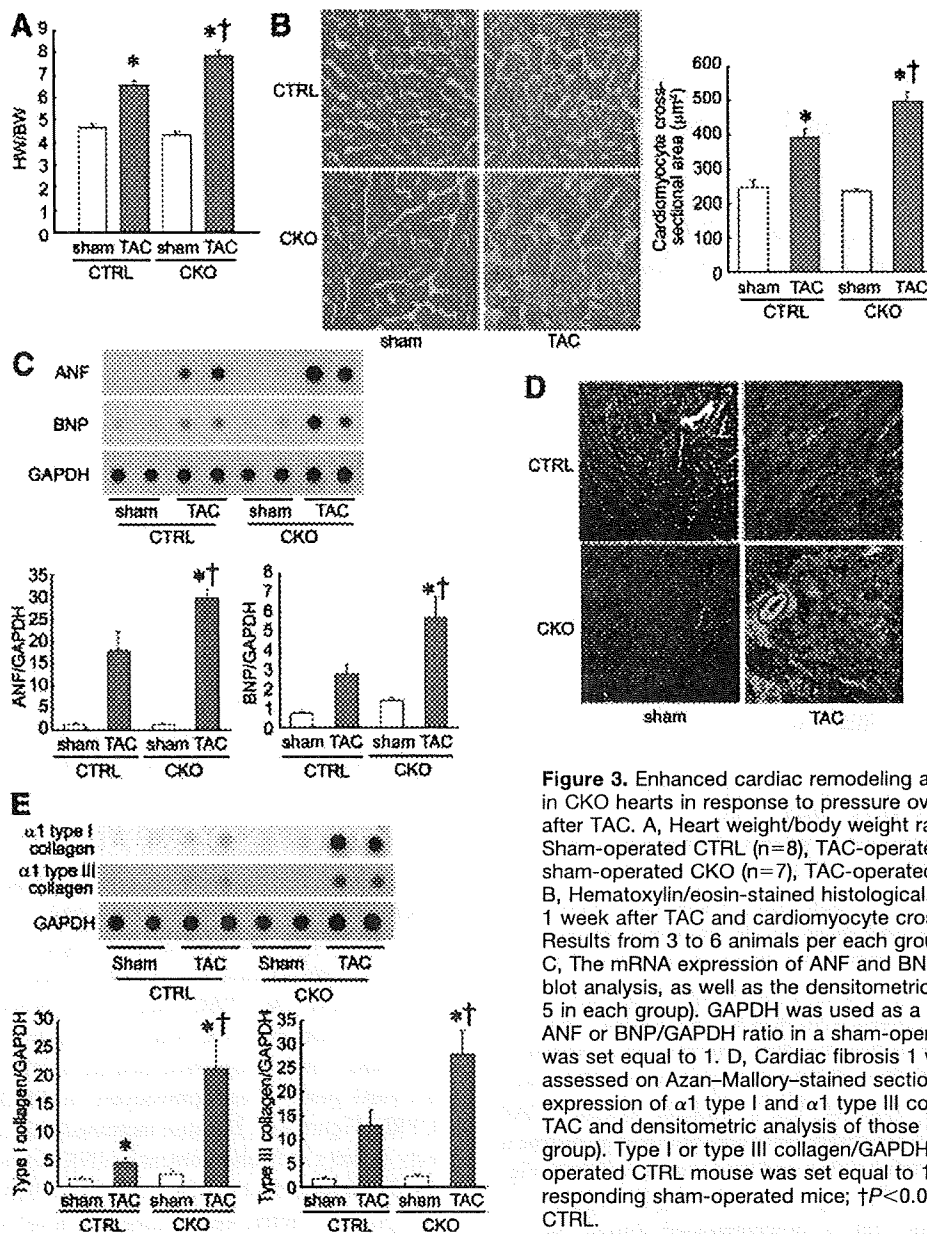 A
HW/BW
9
8
7
6
5
4
3
2
1
0
* *†
sham TAC sham TAC
CTRL CKO
B
CTRL
CKO
sham TAC
Cardiomyocyte cross-
sectional area (μm²)
600
500
400
300
200
100
0
* *†
sham TAC sham TAC
CTRL CKO
C
ANF
BNP
GAPDH
sham TAC sham TAC
CTRL CKO
ANF/GAPDH
35
30
25
20
15
10
5
0
*†
sham TAC sham TAC
CTRL CKO
BNP/GAPDH
8
7
6
5
4
3
2
1
0
*†
sham TAC sham TAC
CTRL CKO
D
CTRL
CKO
sham TAC
E
α1 type I
collagen
α1 type III
collagen
GAPDH
Sham TAC Sham TAC
CTRL CKO
Type I collagen/GAPDH
30
25
20
15
10
5
0
* *†
sham TAC sham TAC
CTRL CKO
Type III collagen/GAPDH
35
30
25
20
15
10
5
0
*†
sham TAC sham TAC
CTRL CKO
Figure 3. Enhanced cardiac remodeling a
in CKO hearts in response to pressure ov
after TAC. A, Heart weight/body weight ra
Sham-operated CTRL (n=8), TAC-operate
sham-operated CKO (n=7), TAC-operated
B, Hematoxylin/eosin-stained histological
1 week after TAC and cardiomyocyte cros
Results from 3 to 6 animals per each grou
C, The mRNA expression of ANF and BN
blot analysis, as well as the densitometric
5 in each group). GAPDH was used as a
ANF or BNP/GAPDH ratio in a sham-oper
was set equal to 1. D, Cardiac fibrosis 1 w
assessed on Azan–Mallory–stained sectio
expression of α1 type I and α1 type III co
TAC and densitometric analysis of those
group). Type I or type III collagen/GAPDH
operated CTRL mouse was set equal to 1
responding sham-operated mice; †P<0.0
CTRL.